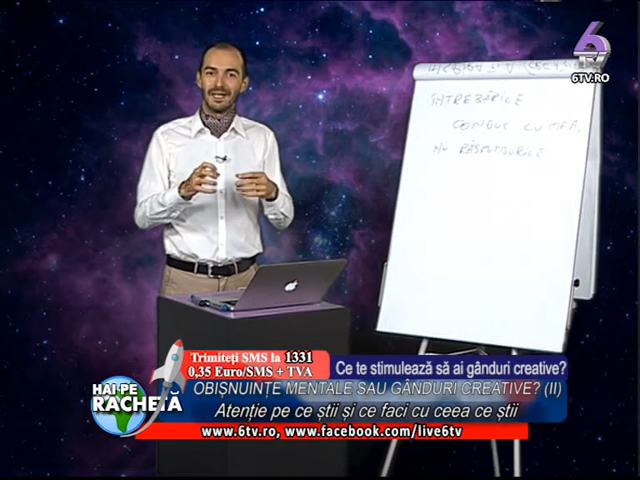 6
TV
6TV.RO
ÎNTREBĂRILE
CONDUC LUMEA,
NU RĂSPUNSURILE
Trimiteți SMS la 1331
0,35 Euro/SMS + TVA
Ce te stimulează să ai gânduri creative?
HAI PE
RACHETĂ
OBIȘNUINȚE MENTALE SAU GÂNDURI CREATIVE? (II)
Atenție pe ce știi și ce faci cu ceea ce știi
www.6tv.ro, www.facebook.com/live6tv